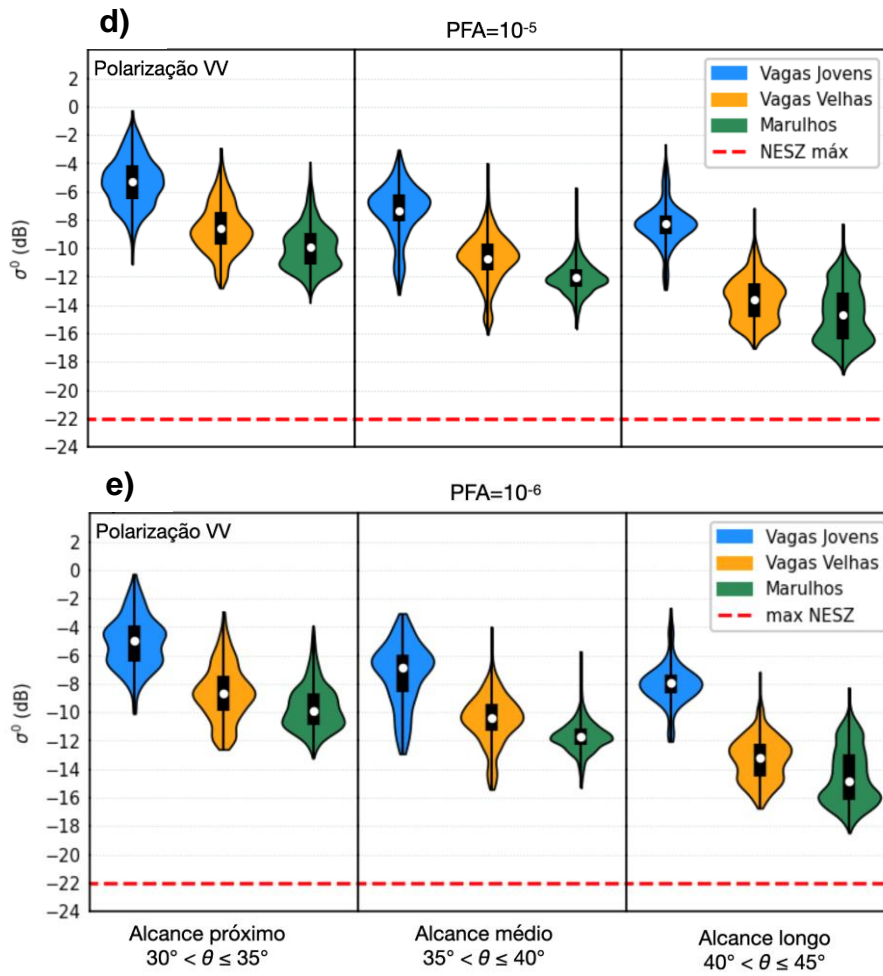 d)
PFA=10⁻⁵
Polarização VV
Vagas Jovens
Vagas Velhas
Marulhos
NESZ máx
2
0
−2
−4
−6
−8
−10
−12
−14
−16
−18
−20
−22
−24
σ⁰ (dB)
e)
PFA=10⁻⁶
Polarização VV
Vagas Jovens
Vagas Velhas
Marulhos
max NESZ
2
0
−2
−4
−6
−8
−10
−12
−14
−16
−18
−20
−22
−24
σ⁰ (dB)
Alcance próximo
30° < θ ≤ 35°
Alcance médio
35° < θ ≤ 40°
Alcance longo
40° < θ ≤ 45°